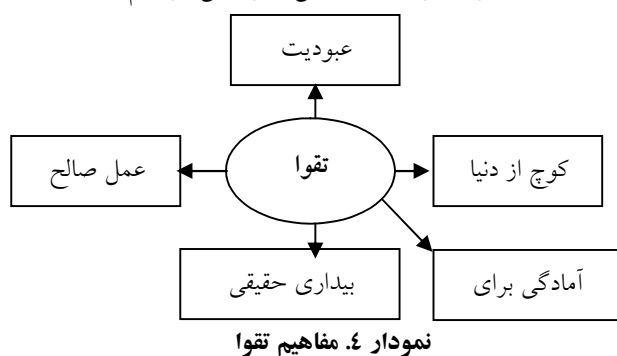 عبودیت
تقوا
کوچ از دنیا
عمل صالح
آمادگی برای
بیداری حقیقی
نمودار ٤. مفاهیم تقوا